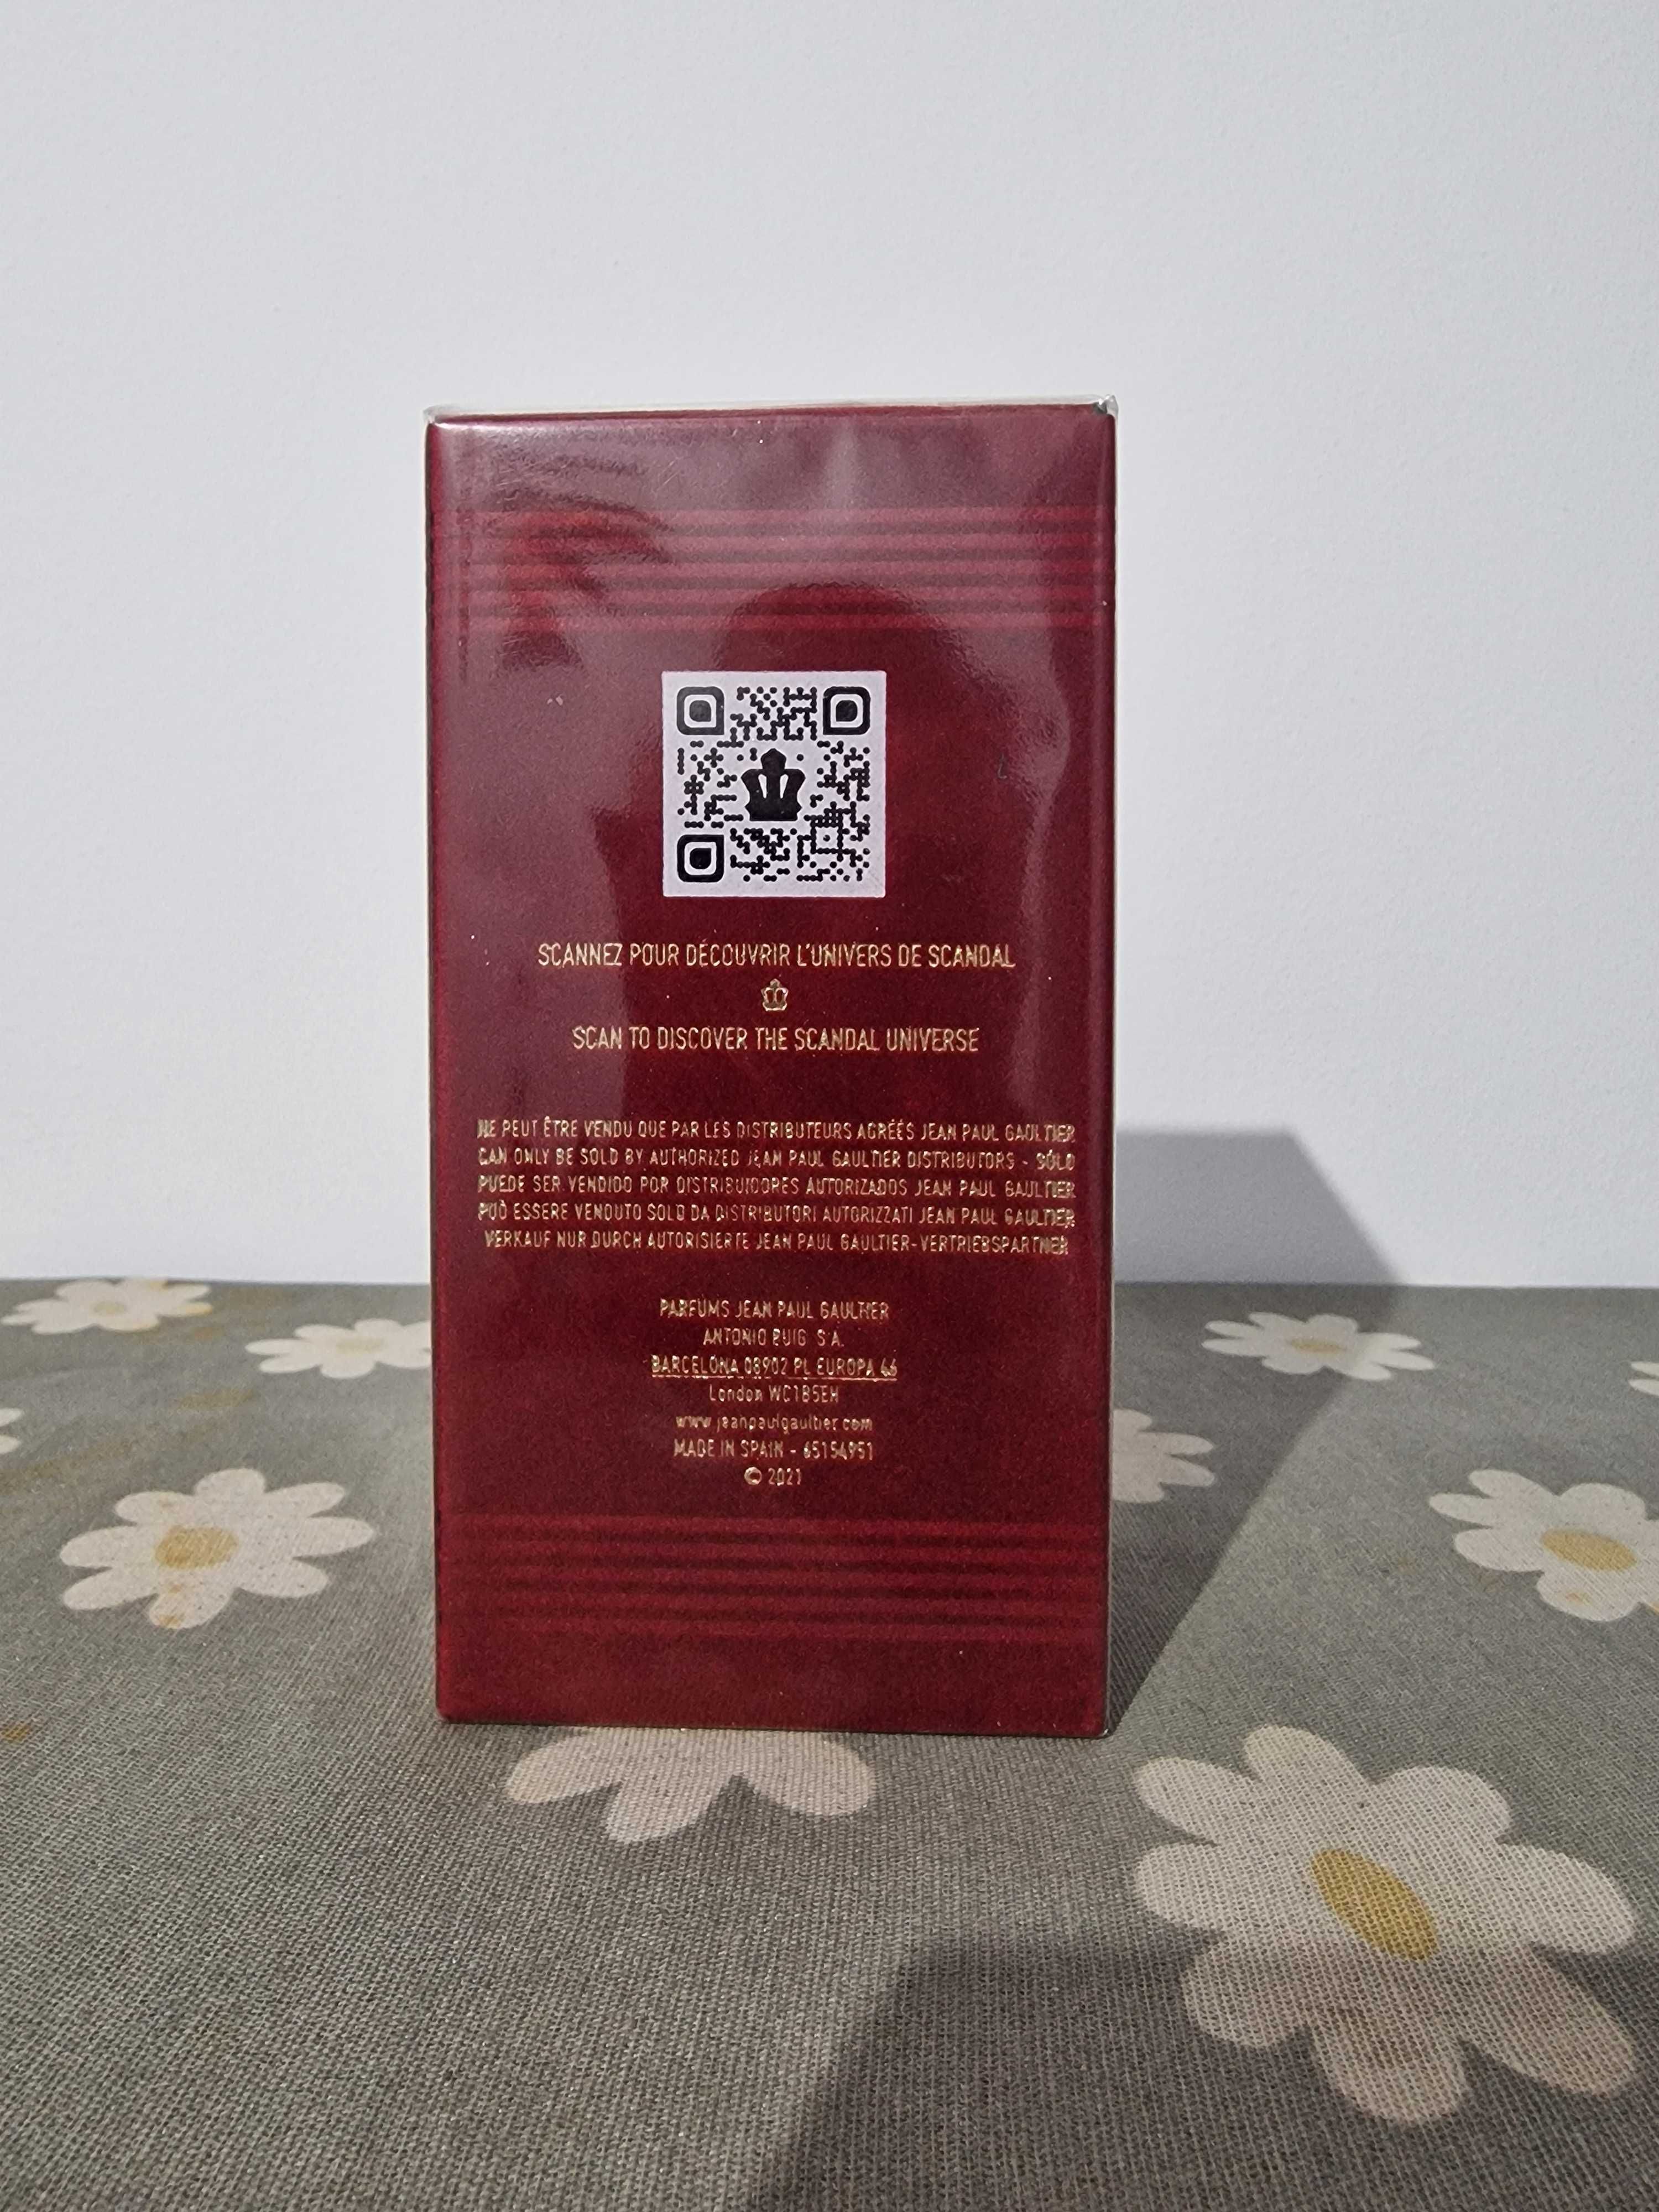 SCANNEZ POUR DÉCOUVRIR L'UNIVERS DE SCANDAL
SCAN TO DISCOVER THE SCANDAL UNIVERSE
NE PEUT ÊTRE VENDU QUE PAR LES DISTRIBUTEURS AGRÉÉS JEAN PAUL GAULTIER
CAN ONLY BE SOLD BY AUTHORIZED JEAN PAUL GAULTIER DISTRIBUTORS - SÓLO
PUEDE SER VENDIDO POR DISTRIBUIDORES AUTORIZADOS JEAN PAUL GAULTIER
PUÒ ESSERE VENDUTO SOLO DA DISTRIBUTORI AUTORIZZATI JEAN PAUL GAULTIER
VERKAUF NUR DURCH AUTORISIERTE JEAN PAUL GAULTIER-VERTRIEBSPARTNER
PARFUMS JEAN PAUL GAULTIER
ANTONIO PUIG S.A.
BARCELONA 08902 PL EUROPA 46
London WC1B5EH
www.jeanpaulgaultier.com
MADE IN SPAIN - 65154951
© 2021